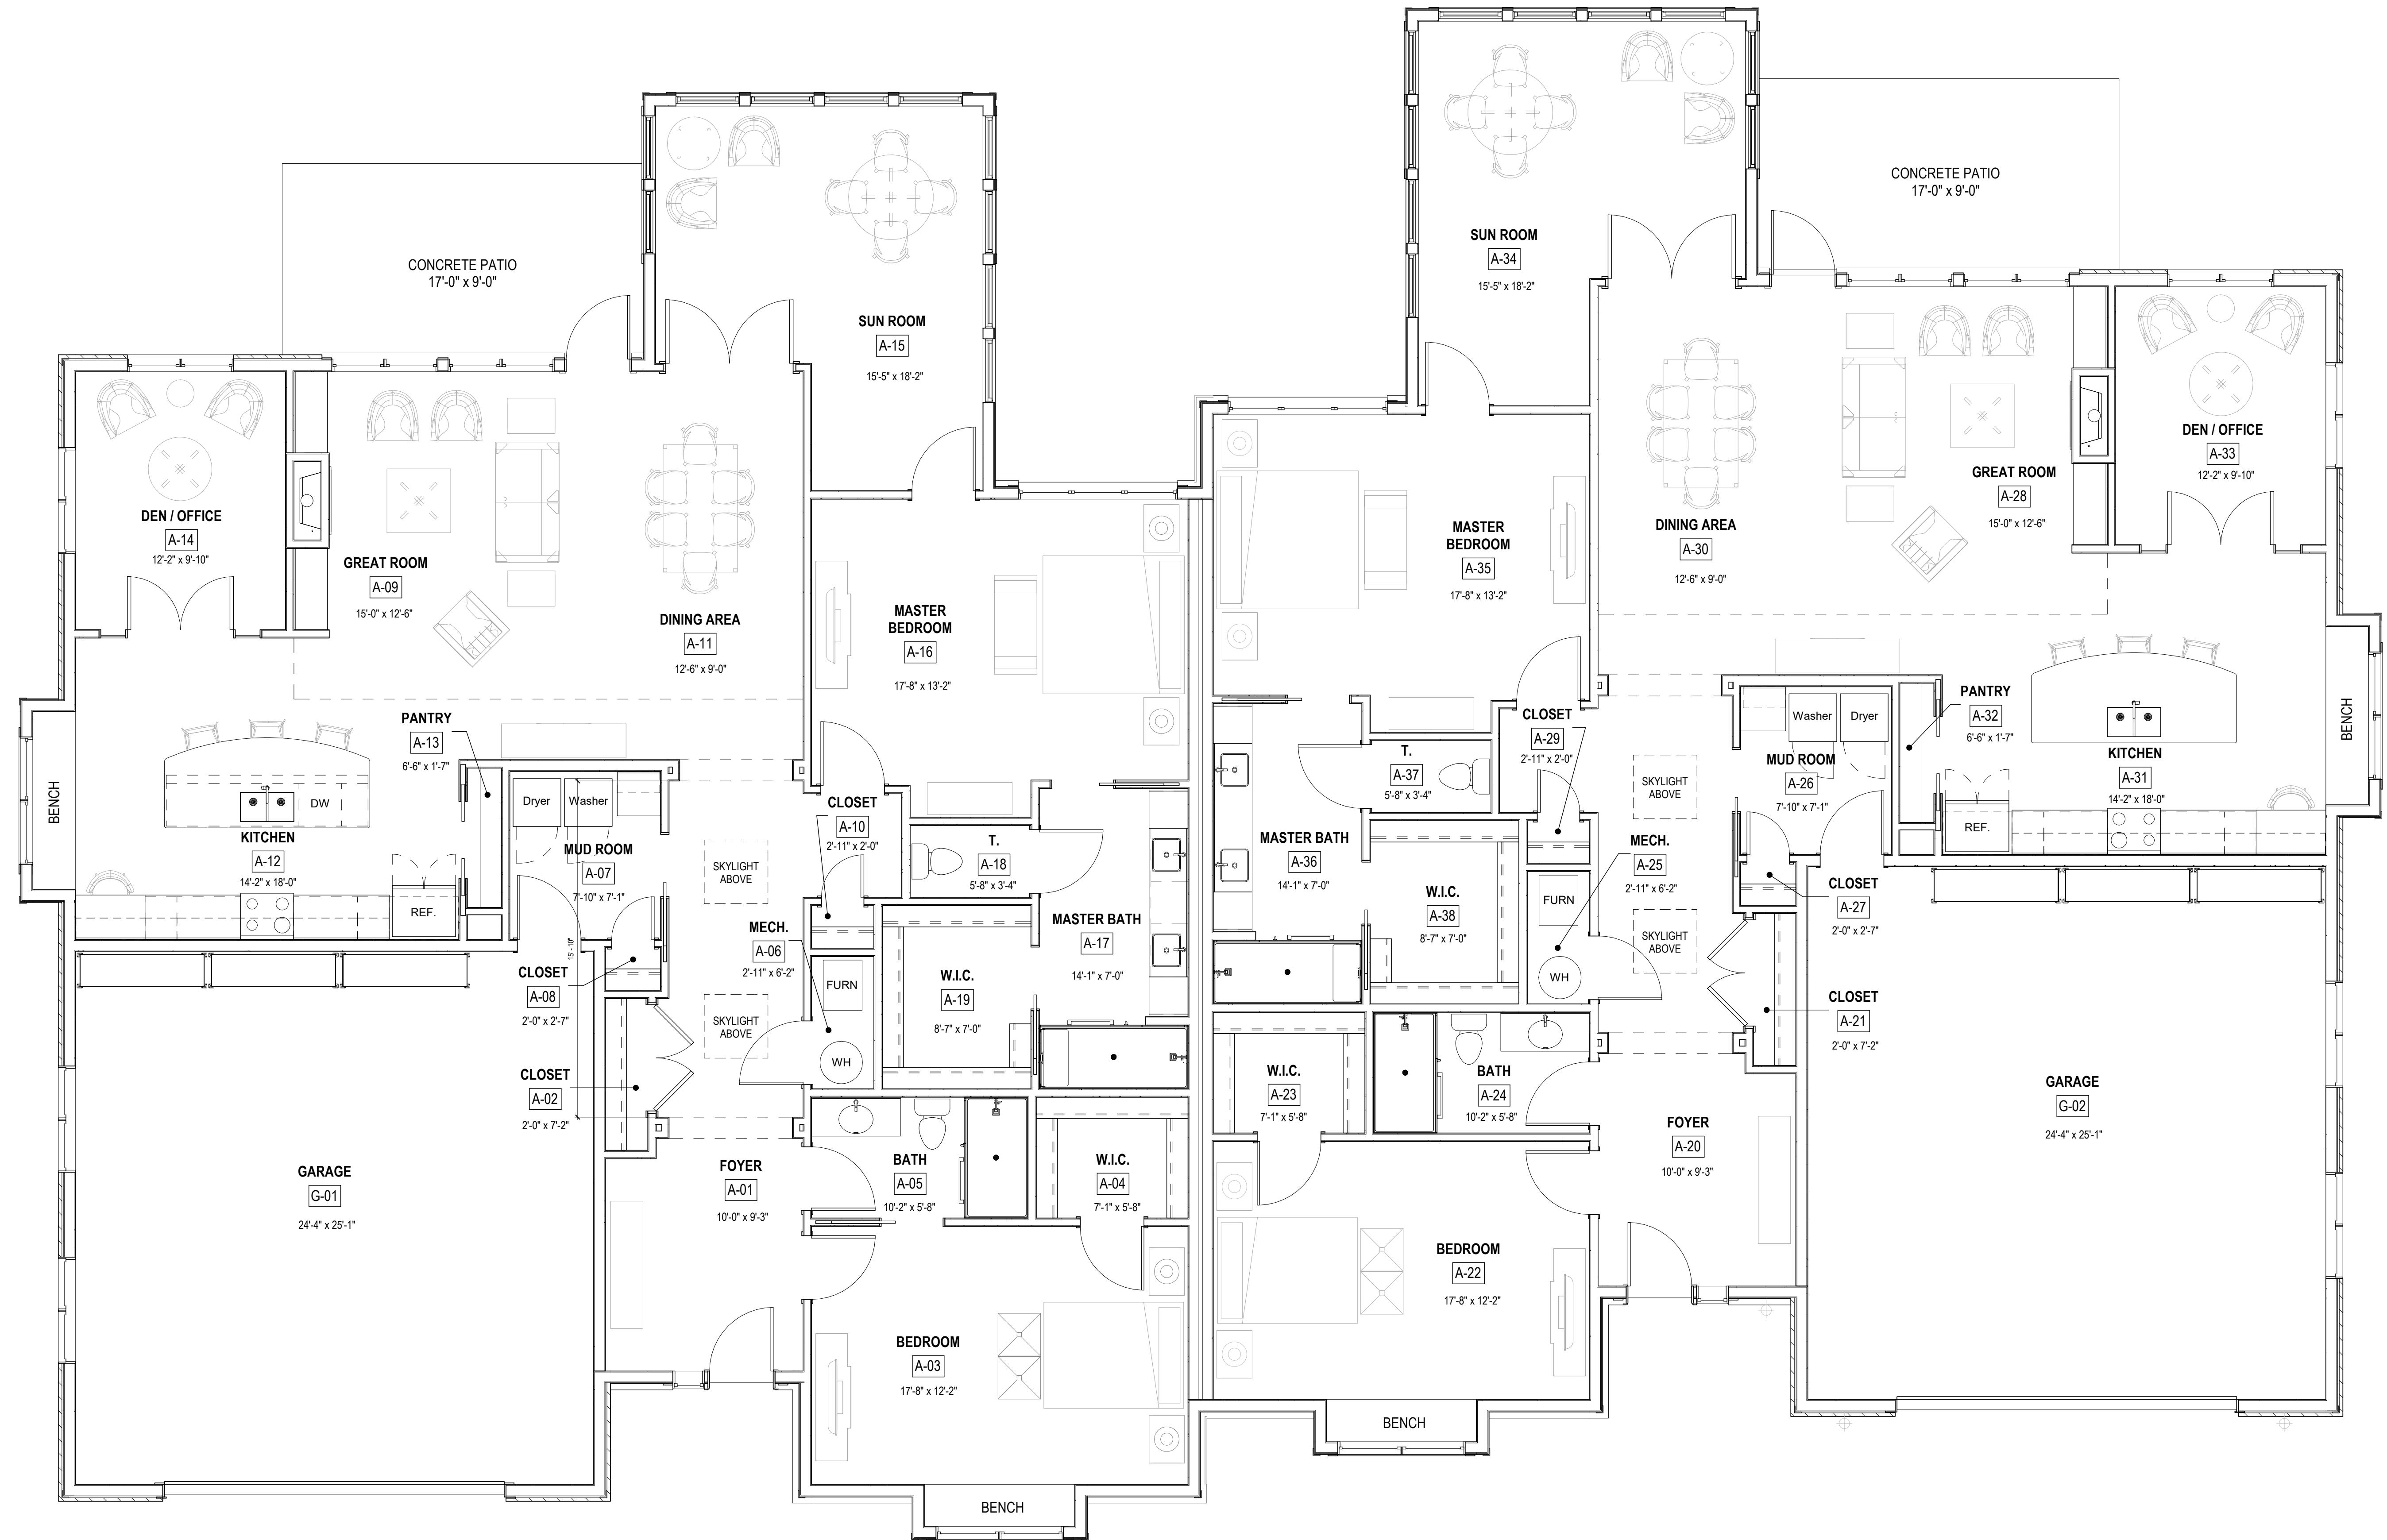 CONCRETE PATIO
17'-0" x 9'-0"
SUN ROOM
A-15
15'-5" x 18'-2"
DEN / OFFICE
A-14
12'-2" x 9'-10"
GREAT ROOM
A-09
15'-0" x 12'-6"
DINING AREA
A-11
12'-6" x 9'-0"
MASTER
BEDROOM
A-16
17'-8" x 13'-2"
PANTRY
A-13
6'-6" x 1'-7"
BENCH
DW
KITCHEN
A-12
14'-2" x 18'-0"
REF.
Dryer
Washer
MUD ROOM
A-07
7'-10" x 7'-1"
15' - 10"
SKYLIGHT
ABOVE
CLOSET
A-10
2'-11" x 2'-0"
T.
A-18
5'-8" x 3'-4"
MASTER BATH
A-17
14'-1" x 7'-0"
MECH.
A-06
2'-11" x 6'-2"
FURN
WH
W.I.C.
A-19
8'-7" x 7'-0"
CLOSET
A-08
2'-0" x 2'-7"
SKYLIGHT
ABOVE
CLOSET
A-02
2'-0" x 7'-2"
GARAGE
G-01
24'-4" x 25'-1"
FOYER
A-01
10'-0" x 9'-3"
BATH
A-05
10'-2" x 5'-8"
W.I.C.
A-04
7'-1" x 5'-8"
BEDROOM
A-03
17'-8" x 12'-2"
BENCH
SUN ROOM
A-34
15'-5" x 18'-2"
CONCRETE PATIO
17'-0" x 9'-0"
DEN / OFFICE
A-33
12'-2" x 9'-10"
GREAT ROOM
A-28
15'-0" x 12'-6"
DINING AREA
A-30
12'-6" x 9'-0"
MASTER
BEDROOM
A-35
17'-8" x 13'-2"
PANTRY
A-32
6'-6" x 1'-7"
BENCH
KITCHEN
A-31
14'-2" x 18'-0"
REF.
Washer
Dryer
MUD ROOM
A-26
7'-10" x 7'-1"
CLOSET
A-29
2'-11" x 2'-0"
T.
A-37
5'-8" x 3'-4"
SKYLIGHT
ABOVE
MASTER BATH
A-36
14'-1" x 7'-0"
MECH.
A-25
2'-11" x 6'-2"
FURN
WH
W.I.C.
A-38
8'-7" x 7'-0"
SKYLIGHT
ABOVE
CLOSET
A-27
2'-0" x 2'-7"
CLOSET
A-21
2'-0" x 7'-2"
W.I.C.
A-23
7'-1" x 5'-8"
BATH
A-24
10'-2" x 5'-8"
FOYER
A-20
10'-0" x 9'-3"
GARAGE
G-02
24'-4" x 25'-1"
BEDROOM
A-22
17'-8" x 12'-2"
BENCH